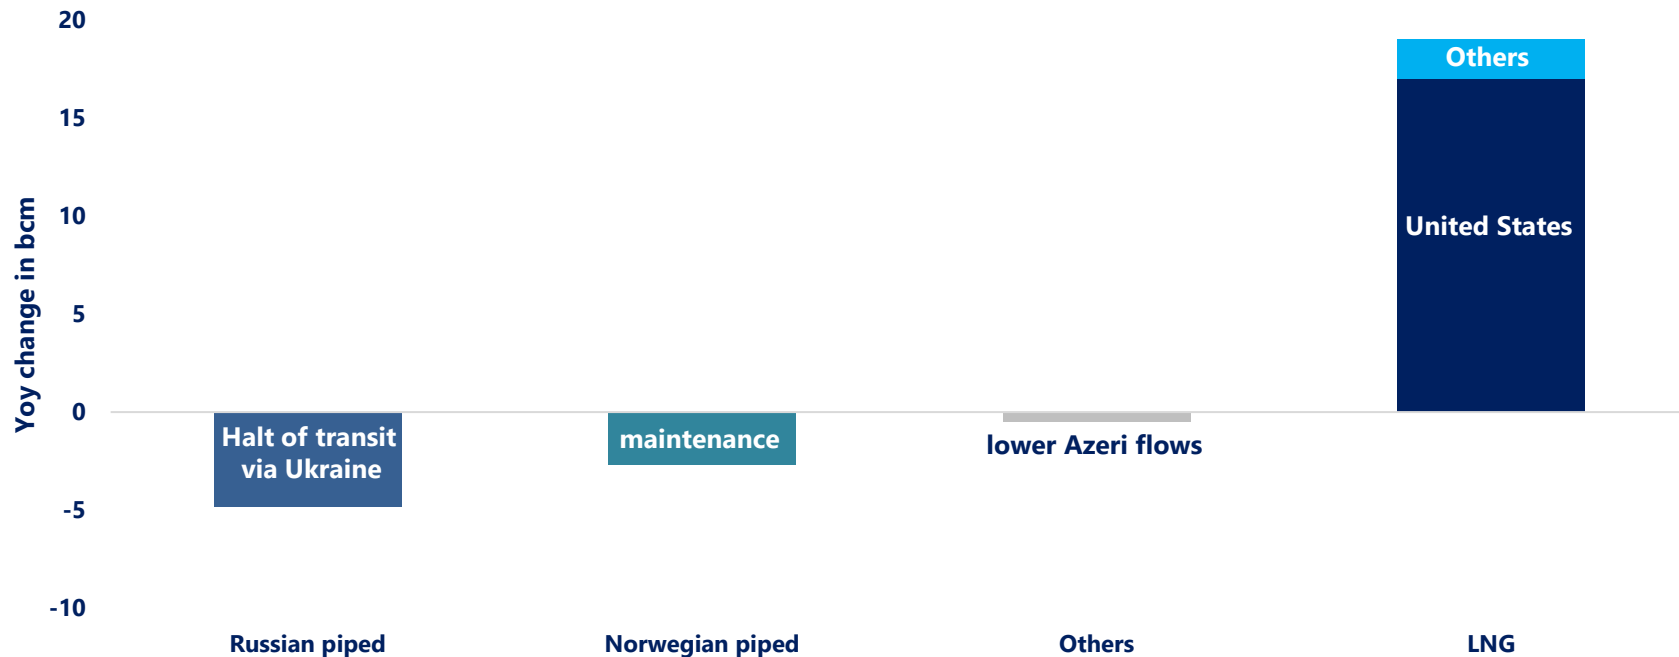 20
15
10
5
0
-5
-10
Yoy change in bcm
Others
United States
Halt of transit
via Ukraine
maintenance
lower Azeri flows
Russian piped
Norwegian piped
Others
LNG